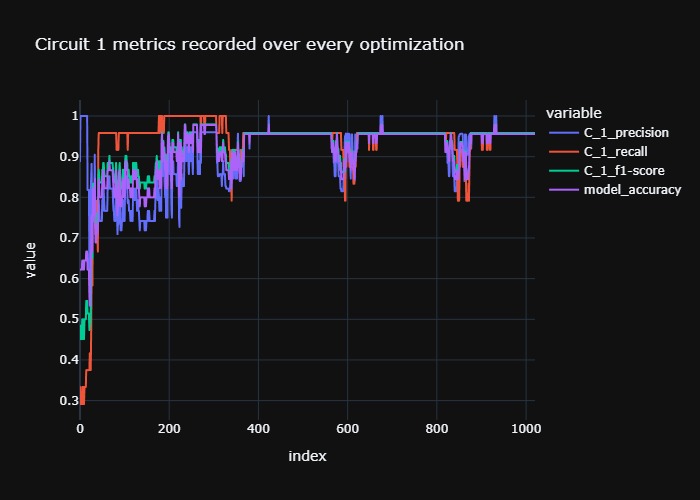 Circuit 1 metrics recorded over every optimization
variable
C_1_precision
C_1_recall
C_1_f1-score
model_accuracy
value
1
0.9
0.8
0.7
0.6
0.5
0.4
0.3
0 200 400 600 800 1000
index